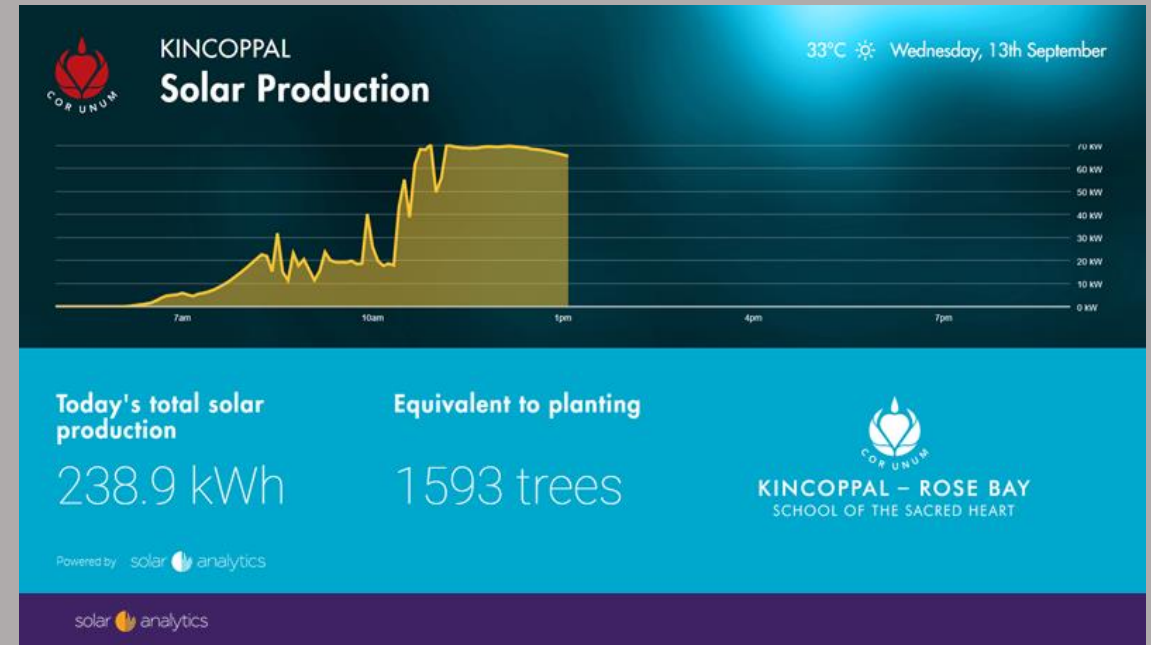 KINCOPPAL
Solar Production
33°C Wednesday, 13th September
COR UNUM
70 kW
60 kW
50 kW
40 kW
30 kW
20 kW
10 kW
0 kW
7am 10am 1pm 4pm 7pm
Today's total solar
production
238.9 kWh
Equivalent to planting
1593 trees
COR UNUM
KINCOPPAL – ROSE BAY
SCHOOL OF THE SACRED HEART
Powered by solar analytics
solar analytics